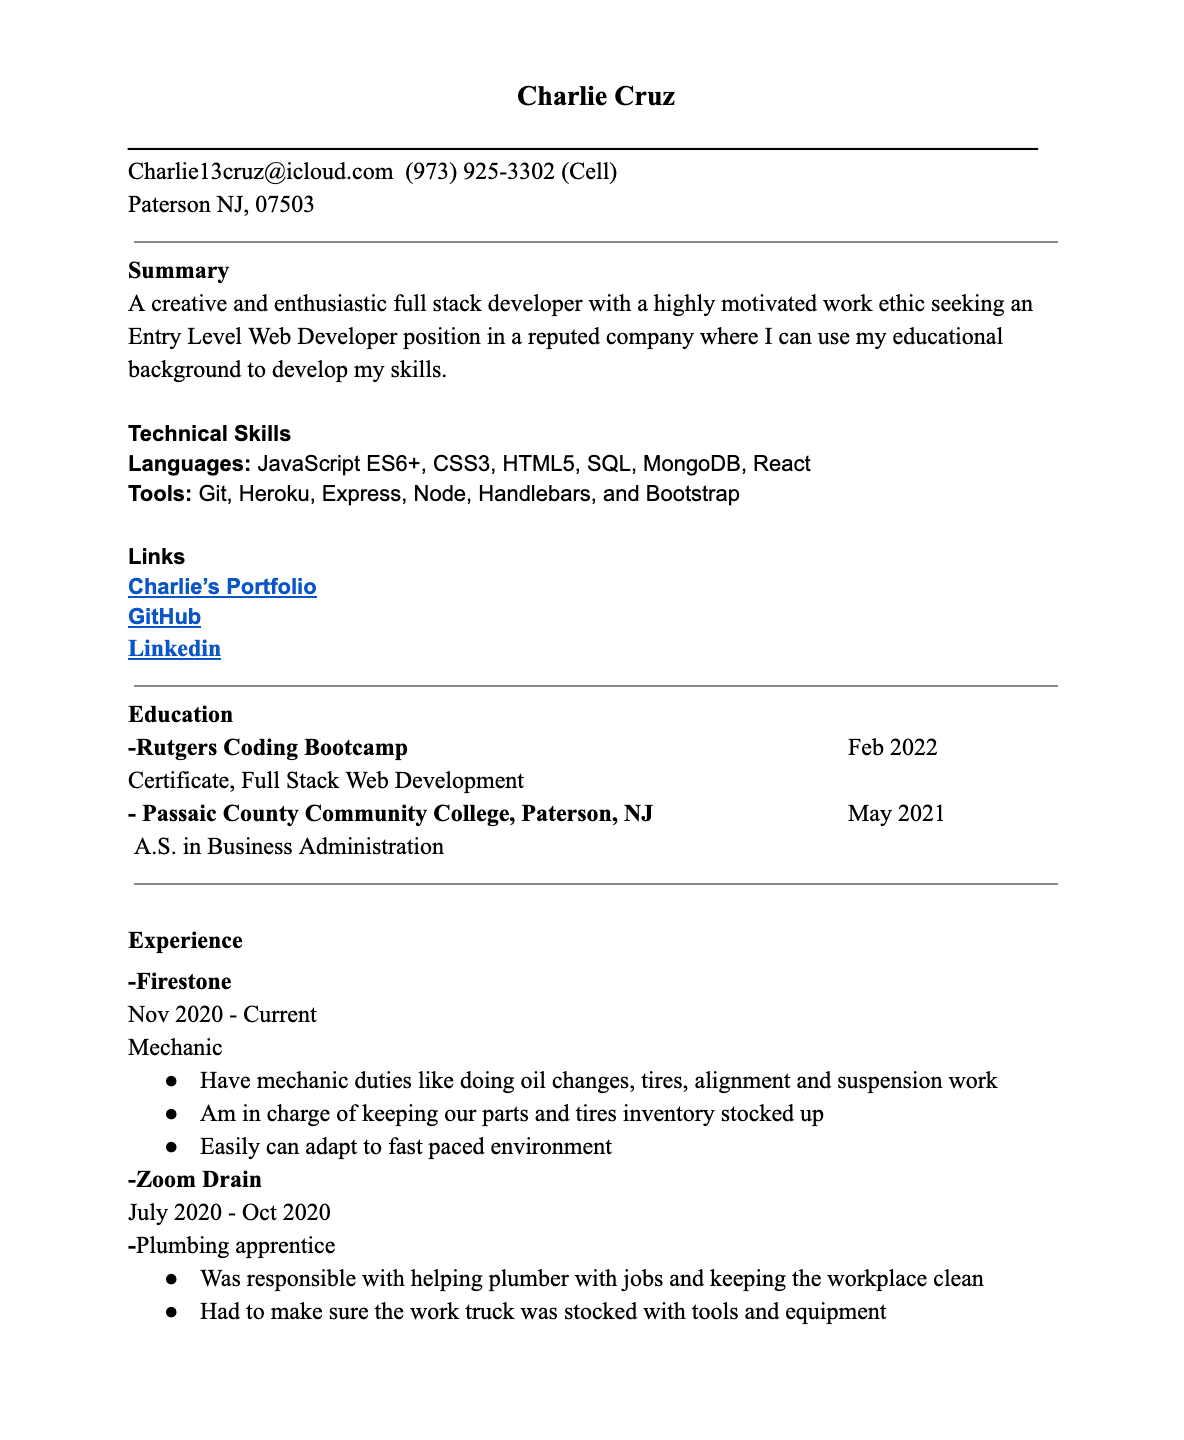 Charlie Cruz
Charlie13cruz@icloud.com (973) 925-3302 (Cell)
Paterson NJ, 07503
Summary
A creative and enthusiastic full stack developer with a highly motivated work ethic seeking an
Entry Level Web Developer position in a reputed company where I can use my educational
background to develop my skills.
Technical Skills
Languages: JavaScript ES6+, CSS3, HTML5, SQL, MongoDB, React
Tools: Git, Heroku, Express, Node, Handlebars, and Bootstrap
Links
Charlie’s Portfolio
GitHub
Linkedin
Education
-Rutgers Coding Bootcamp Feb 2022
Certificate, Full Stack Web Development
- Passaic County Community College, Paterson, NJ May 2021
A.S. in Business Administration
Experience
-Firestone
Nov 2020 - Current
Mechanic
● Have mechanic duties like doing oil changes, tires, alignment and suspension work
● Am in charge of keeping our parts and tires inventory stocked up
● Easily can adapt to fast paced environment
-Zoom Drain
July 2020 - Oct 2020
-Plumbing apprentice
● Was responsible with helping plumber with jobs and keeping the workplace clean
● Had to make sure the work truck was stocked with tools and equipment